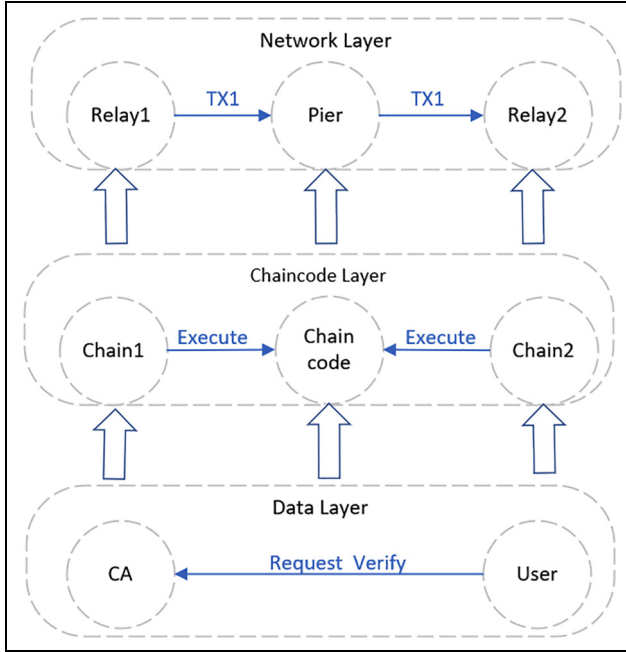 Network Layer
Relay1
TX1
Pier
TX1
Relay2
Chaincode Layer
Chain1
Execute
Chain
code
Execute
Chain2
Data Layer
CA
Request Verify
User